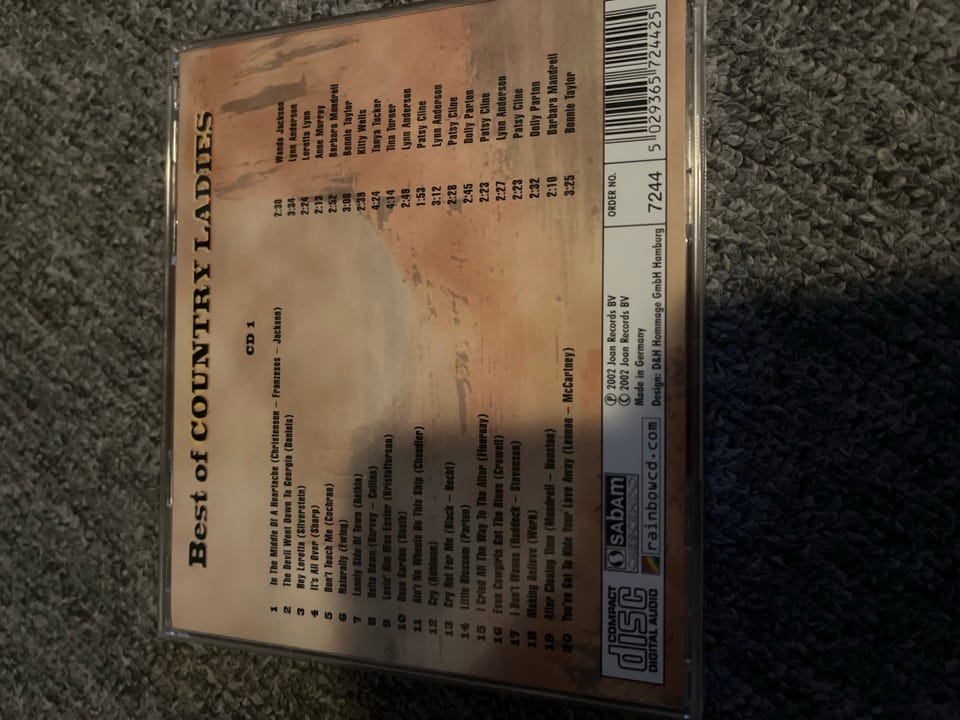 Best of COUNTRY LADIES
CD 1
1 In The Middle Of A Heartache (Christensen – Franzeses – Jackson) 2:30 Wanda Jackson
2 The Devil Went Down To Georgia (Daniels) 3:34 Lynn Anderson
3 Hey Loretta (Silverstein) 2:24 Loretta Lynn
4 It's All Over (Sharp) 2:13 Anne Murray
5 Don't Touch Me (Cochran) 2:52 Barbara Mandrell
6 Naturally (Ewing) 3:08 Bonnie Taylor
7 Lonely Side Of Town 2:39 Kitty Wells
8 Delta Dawn (Harvey – Collins) 4:24 Tanya Tucker
9 Lovin' Him Was Easier (Kristofferson) 4:14 Tina Turner
10 Rose Garden (South) 2:49 Lynn Anderson
11 Ain't No Wheels On This Ship (Chandler) 1:53 Patsy Cline
12 Cry (Kohlman) 3:12 Lynn Anderson
13 Cry Not For Me (Black – Hecht) 2:28 Patsy Cline
14 Little Blossom (Parton) 2:45 Dolly Parton
15 I Cried All The Way To The Altar (Flournay) 2:23 Patsy Cline
16 Even Cowgirls Get The Blues (Crowell) 2:27 Lynn Anderson
17 I Don't Wanna (Haddock – Stevenson) 2:23 Patsy Cline
18 Making Believe (Work) 2:32 Dolly Parton
19 After Closing Time (Mandrell – Houston) 2:10 Barbara Mandrell
20 You've Got To Hide Your Love Away (Lennon – McCartney) 3:25 Bonnie Taylor
COMPACT
disc
DIGITAL AUDIO
sabam
rainbowcd.com
℗ 2002 Joan Records BV
© 2002 Joan Records BV
Made in Germany
Design: D&H Hommage GmbH Hamburg
ORDER NO.
7244
5 029365 724425